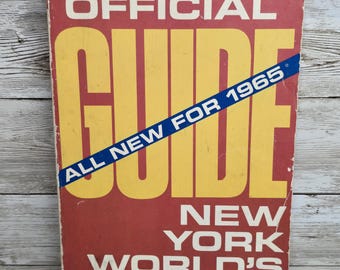 OFFICIAL
GUIDE
ALL NEW FOR 1965
NEW
YORK
WORLD'S